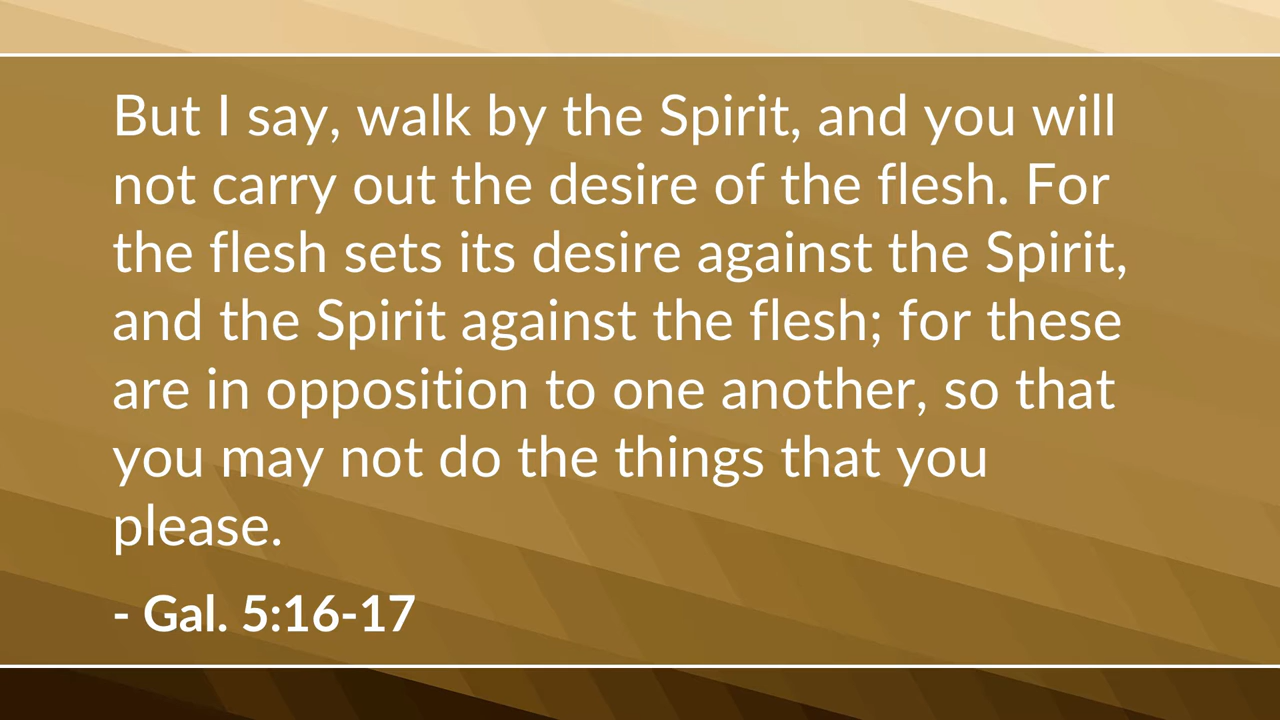 But I say, walk by the Spirit, and you will
not carry out the desire of the flesh. For
the flesh sets its desire against the Spirit,
and the Spirit against the flesh; for these
are in opposition to one another, so that
you may not do the things that you
please.
- Gal. 5:16-17